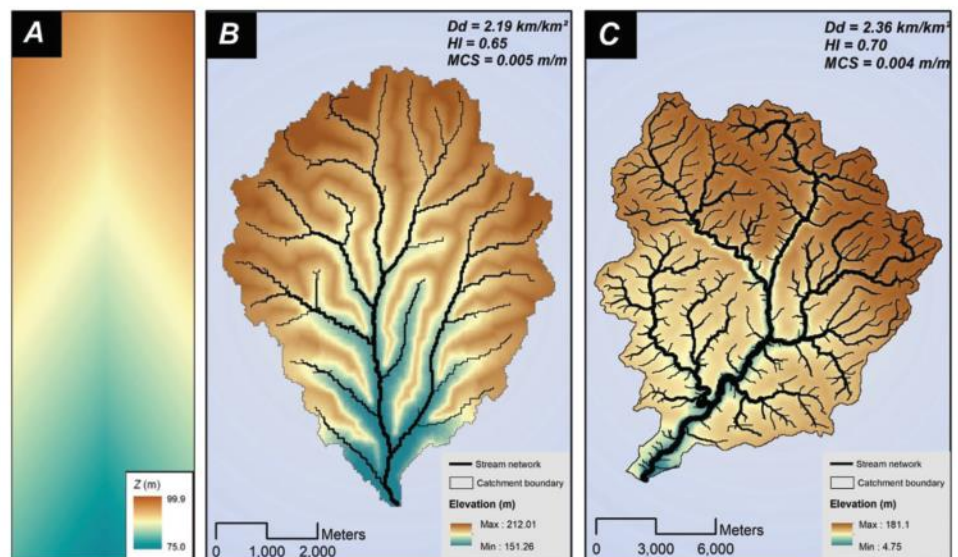 A
Z (m)
99.9
75.0
B
Dd = 2.19 km/km²
HI = 0.65
MCS = 0.005 m/m
Stream network
Catchment boundary
Elevation (m)
Max : 212.01
Min : 151.26
Meters
0 1,000 2,000
C
Dd = 2.36 km/km²
HI = 0.70
MCS = 0.004 m/m
Stream network
Catchment boundary
Elevation (m)
Max : 181.1
Min : 4.75
Meters
0 3,000 6,000